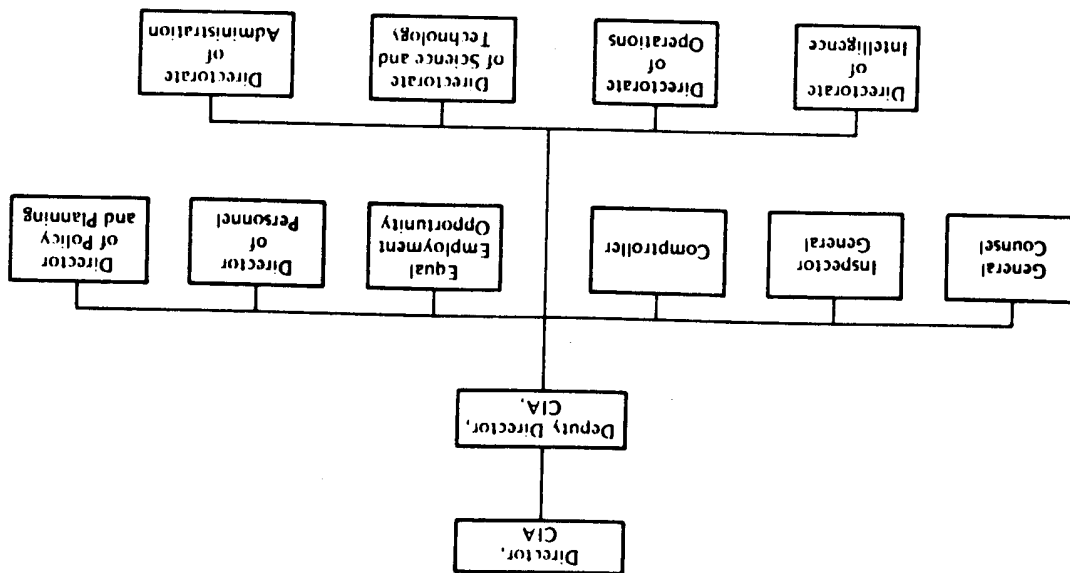 Director,
CIA
Deputy Director,
CIA,
General
Counsel
Inspector
General
Comptroller
Equal
Employment
Opportunity
Director
of
Personnel
Director
of Policy
and Planning
Directorate
of
Intelligence
Directorate
of
Operations
Directorate
of Science and
Technology
Directorate
of
Administration